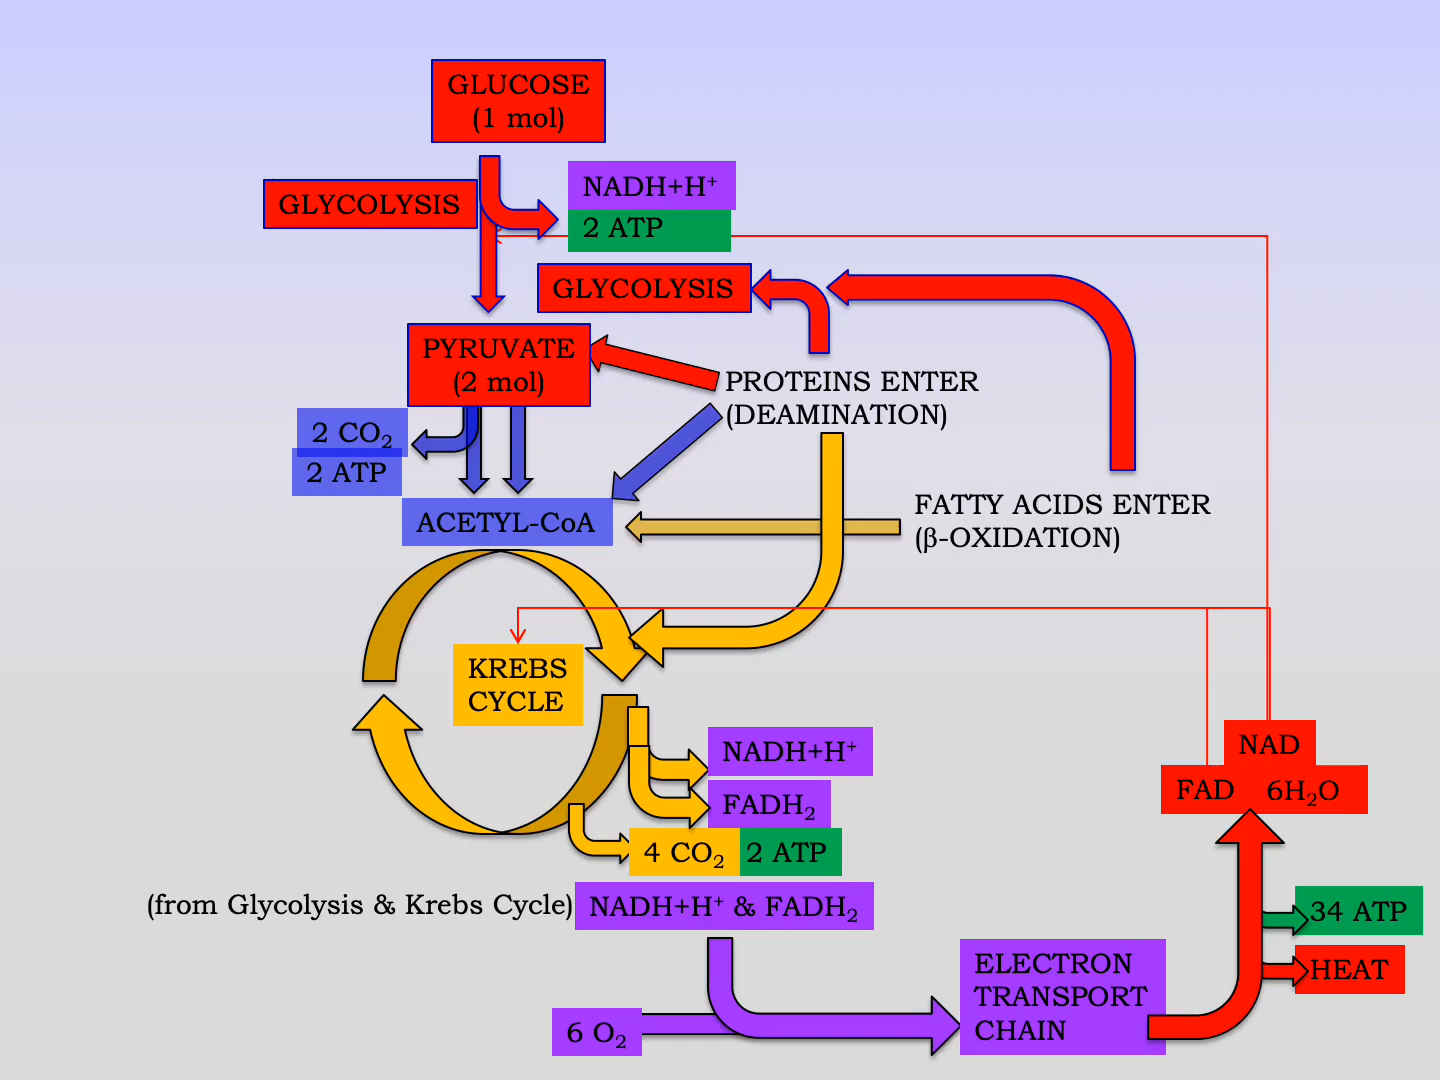 GLUCOSE
(1 mol)
GLYCOLYSIS
NADH+H⁺
2 ATP
GLYCOLYSIS
PYRUVATE
(2 mol)
PROTEINS ENTER
(DEAMINATION)
2 CO₂
2 ATP
ACETYL-CoA
FATTY ACIDS ENTER
(β-OXIDATION)
KREBS
CYCLE
NADH+H⁺
FADH₂
4 CO₂ 2 ATP
NAD
FAD 6H₂O
(from Glycolysis & Krebs Cycle) NADH+H⁺ & FADH₂
34 ATP
HEAT
ELECTRON
TRANSPORT
CHAIN
6 O₂